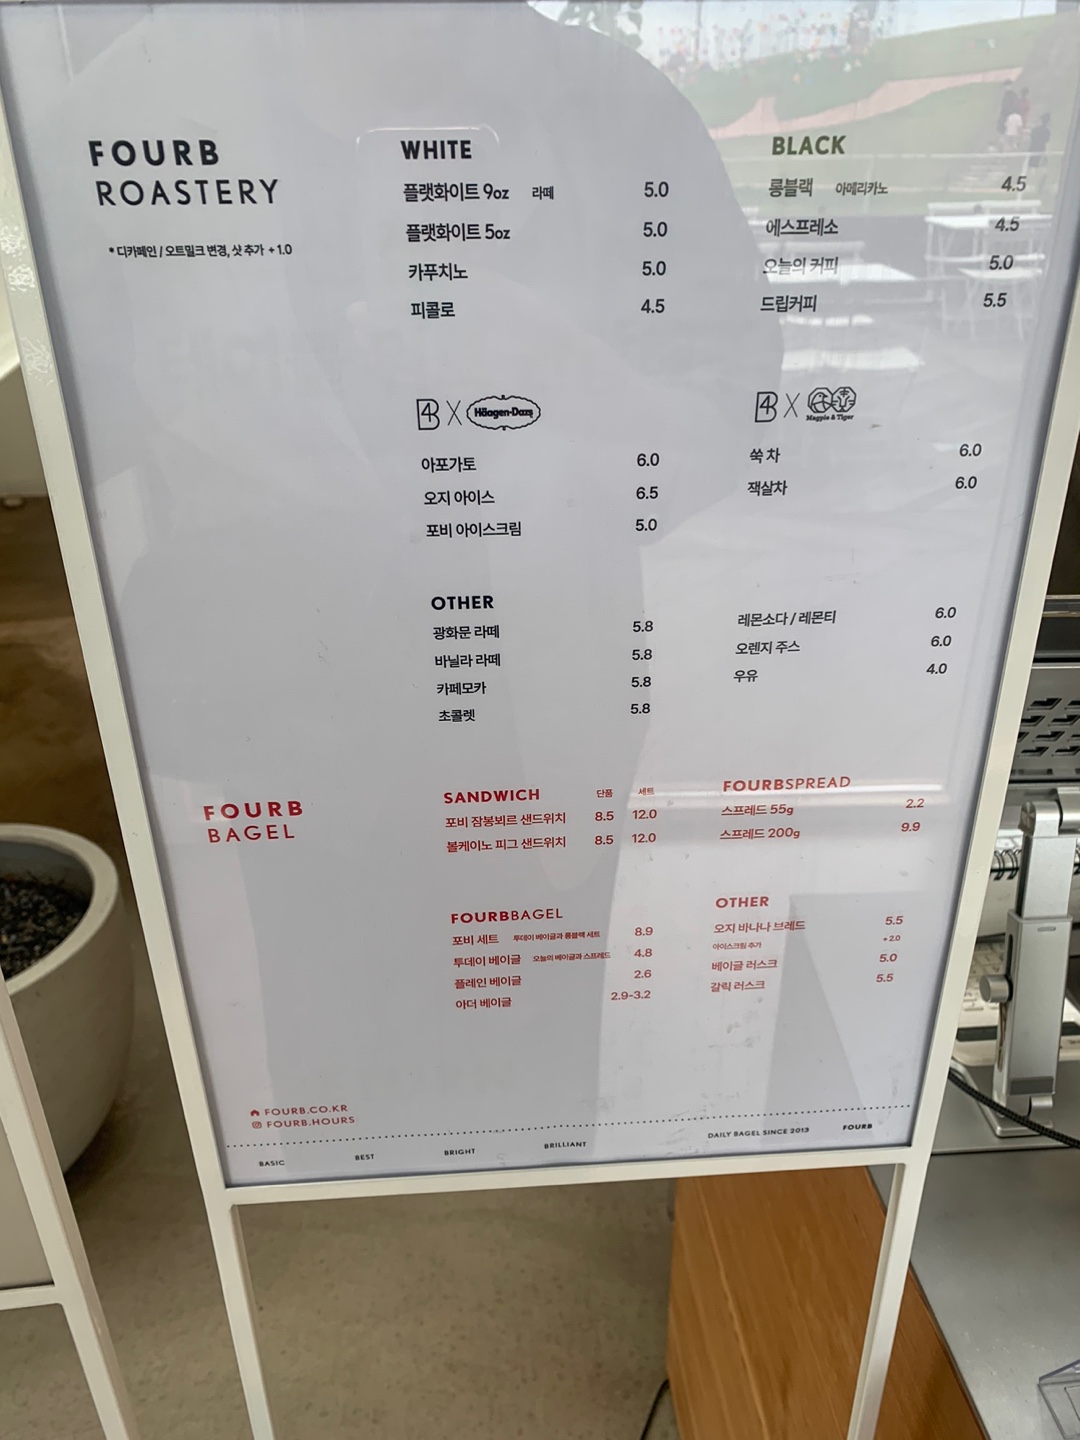 FOURB
ROASTERY
* 디카페인 / 오트밀크 변경, 샷 추가 + 1.0
WHITE
플랫화이트 9oz 라떼 5.0
플랫화이트 5oz 5.0
카푸치노 5.0
피콜로 4.5
BLACK
롱블랙 아메리카노 4.5
에스프레소 4.5
오늘의 커피 5.0
드립커피 5.5
4B X Häagen-Dazs
아포가토 6.0
오지 아이스 6.5
포비 아이스크림 5.0
4B X Magpie & Tiger
쑥 차 6.0
잭살차 6.0
OTHER
광화문 라떼 5.8
바닐라 라떼 5.8
카페모카 5.8
초콜렛 5.8
레몬소다 / 레몬티 6.0
오렌지 주스 6.0
우유 4.0
FOURB
BAGEL
SANDWICH 단품 세트
포비 잠봉뵈르 샌드위치 8.5 12.0
볼케이노 피그 샌드위치 8.5 12.0
FOURBSPREAD
스프레드 55g 2.2
스프레드 200g 9.9
FOURBBAGEL
포비 세트 투데이 베이글과 롱블랙 세트 8.9
투데이 베이글 오늘의 베이글과 스프레드 4.8
플레인 베이글 2.6
아더 베이글 2.9-3.2
OTHER
오지 바나나 브레드 5.5
아이스크림 추가 + 2.0
베이글 러스크 5.0
갈릭 러스크 5.5
FOURB.CO.KR
FOURB.HOURS
BASIC BEST BRIGHT BRILLIANT DAILY BAGEL SINCE 2013 FOURB